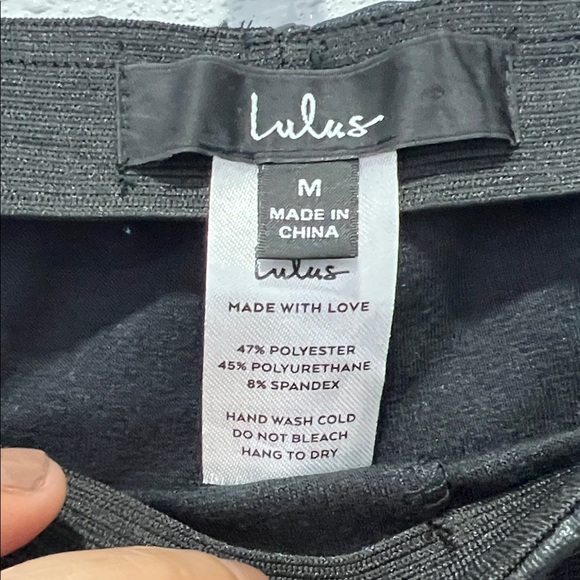 Lulus
M
MADE IN
CHINA
Lulus
MADE WITH LOVE
47% POLYESTER
45% POLYURETHANE
8% SPANDEX
HAND WASH COLD
DO NOT BLEACH
HANG TO DRY